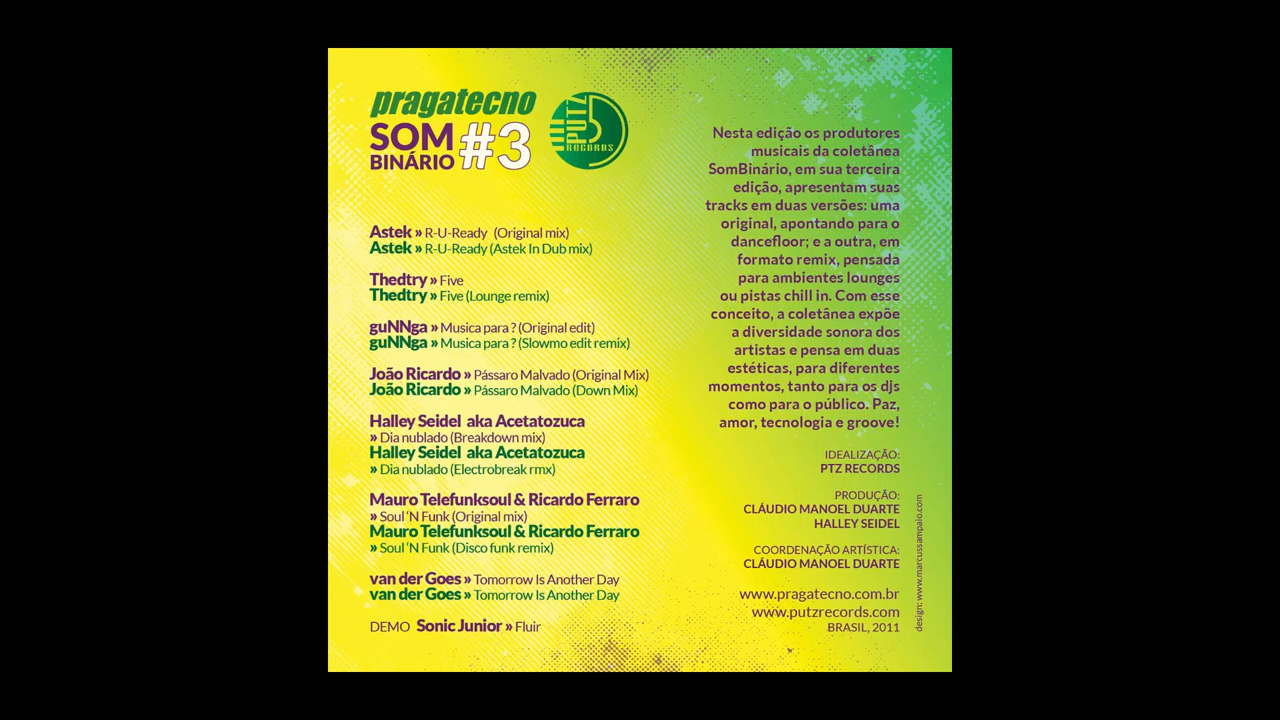 pragatecno
SOM
BINÁRIO
#3
PUTZ
RECORDS
Astek » R-U-Ready (Original mix)
Astek » R-U-Ready (Astek In Dub mix)
Thedtry » Five
Thedtry » Five (Lounge remix)
guNNga » Musica para ? (Original edit)
guNNga » Musica para ? (Slowmo edit remix)
João Ricardo » Pássaro Malvado (Original Mix)
João Ricardo » Pássaro Malvado (Down Mix)
Halley Seidel aka Acetatozuca
» Dia nublado (Breakdown mix)
Halley Seidel aka Acetatozuca
» Dia nublado (Electrobreak rmx)
Mauro Telefunksoul & Ricardo Ferraro
» Soul ‘N Funk (Original mix)
Mauro Telefunksoul & Ricardo Ferraro
» Soul ‘N Funk (Disco funk remix)
van der Goes » Tomorrow Is Another Day
van der Goes » Tomorrow Is Another Day
DEMO Sonic Junior » Fluir
Nesta edição os produtores
musicais da coletânea
SomBinário, em sua terceira
edição, apresentam suas
tracks em duas versões: uma
original, apontando para o
dancefloor; e a outra, em
formato remix, pensada
para ambientes lounges
ou pistas chill in. Com esse
conceito, a coletânea expõe
a diversidade sonora dos
artistas e pensa em duas
estéticas, para diferentes
momentos, tanto para os djs
como para o público. Paz,
amor, tecnologia e groove!
IDEALIZAÇÃO:
PTZ RECORDS
PRODUÇÃO:
CLÁUDIO MANOEL DUARTE
HALLEY SEIDEL
COORDENAÇÃO ARTÍSTICA:
CLÁUDIO MANOEL DUARTE
www.pragatecno.com.br
www.putzrecords.com
BRASIL, 2011
design: www.marcussampaio.com